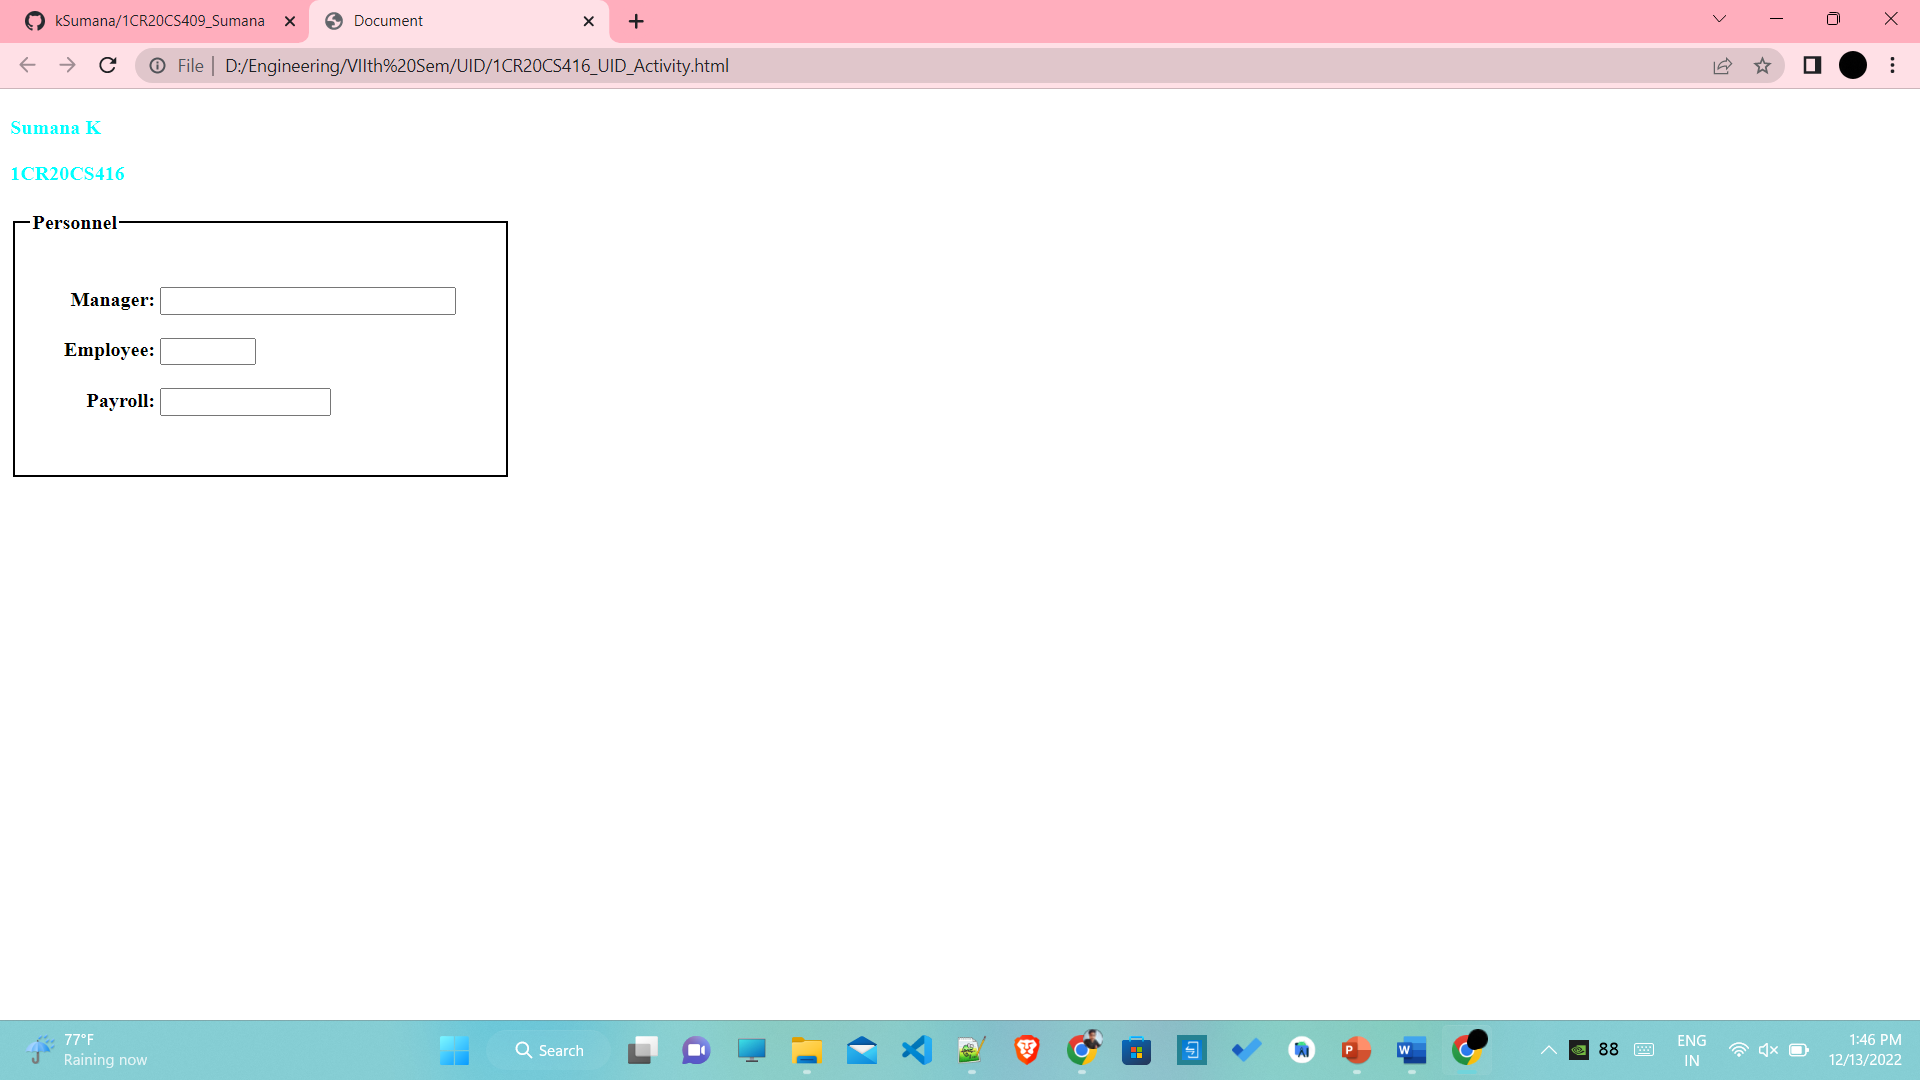 kSumana/1CR20CS409_Sumana
Document
File
D:/Engineering/VIIth%20Sem/UID/1CR20CS416_UID_Activity.html
Sumana K
1CR20CS416
Personnel
Manager:
Employee:
Payroll:
77°F
Raining now
Search
88
ENG
IN
1:46 PM
12/13/2022